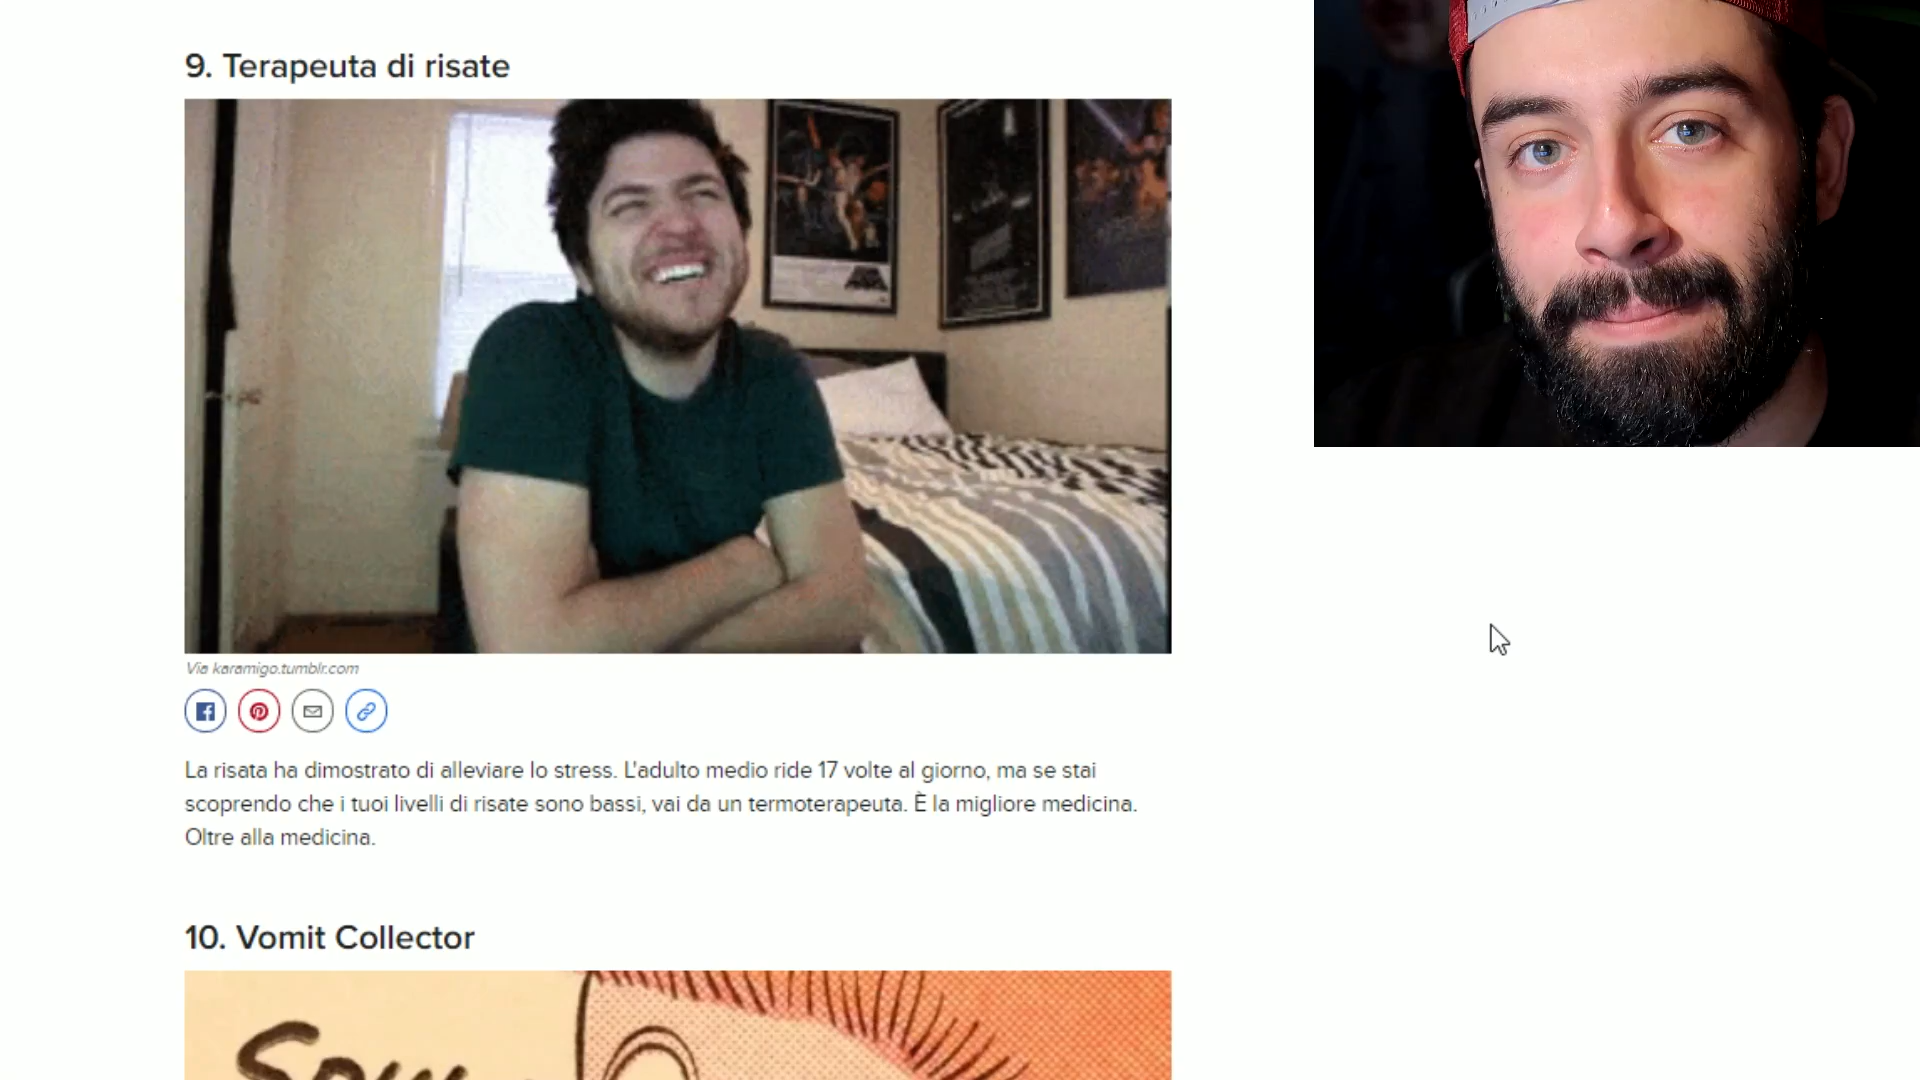 9. Terapeuta di risate
Via karamigo.tumblr.com
La risata ha dimostrato di alleviare lo stress. L'adulto medio ride 17 volte al giorno, ma se stai
scoprendo che i tuoi livelli di risate sono bassi, vai da un termoterapeuta. È la migliore medicina.
Oltre alla medicina.
10. Vomit Collector